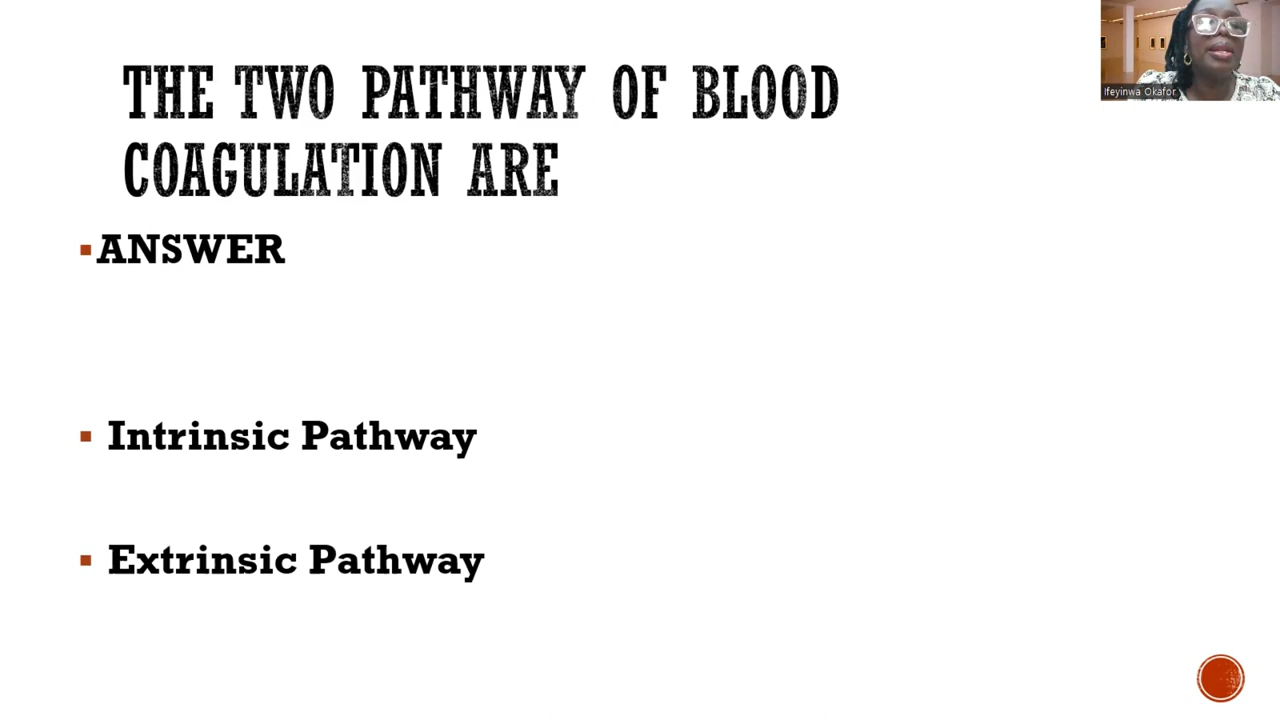 THE TWO PATHWAY OF BLOOD
COAGULATION ARE
ANSWER
Intrinsic Pathway
Extrinsic Pathway
Ifeyinwa Okafor